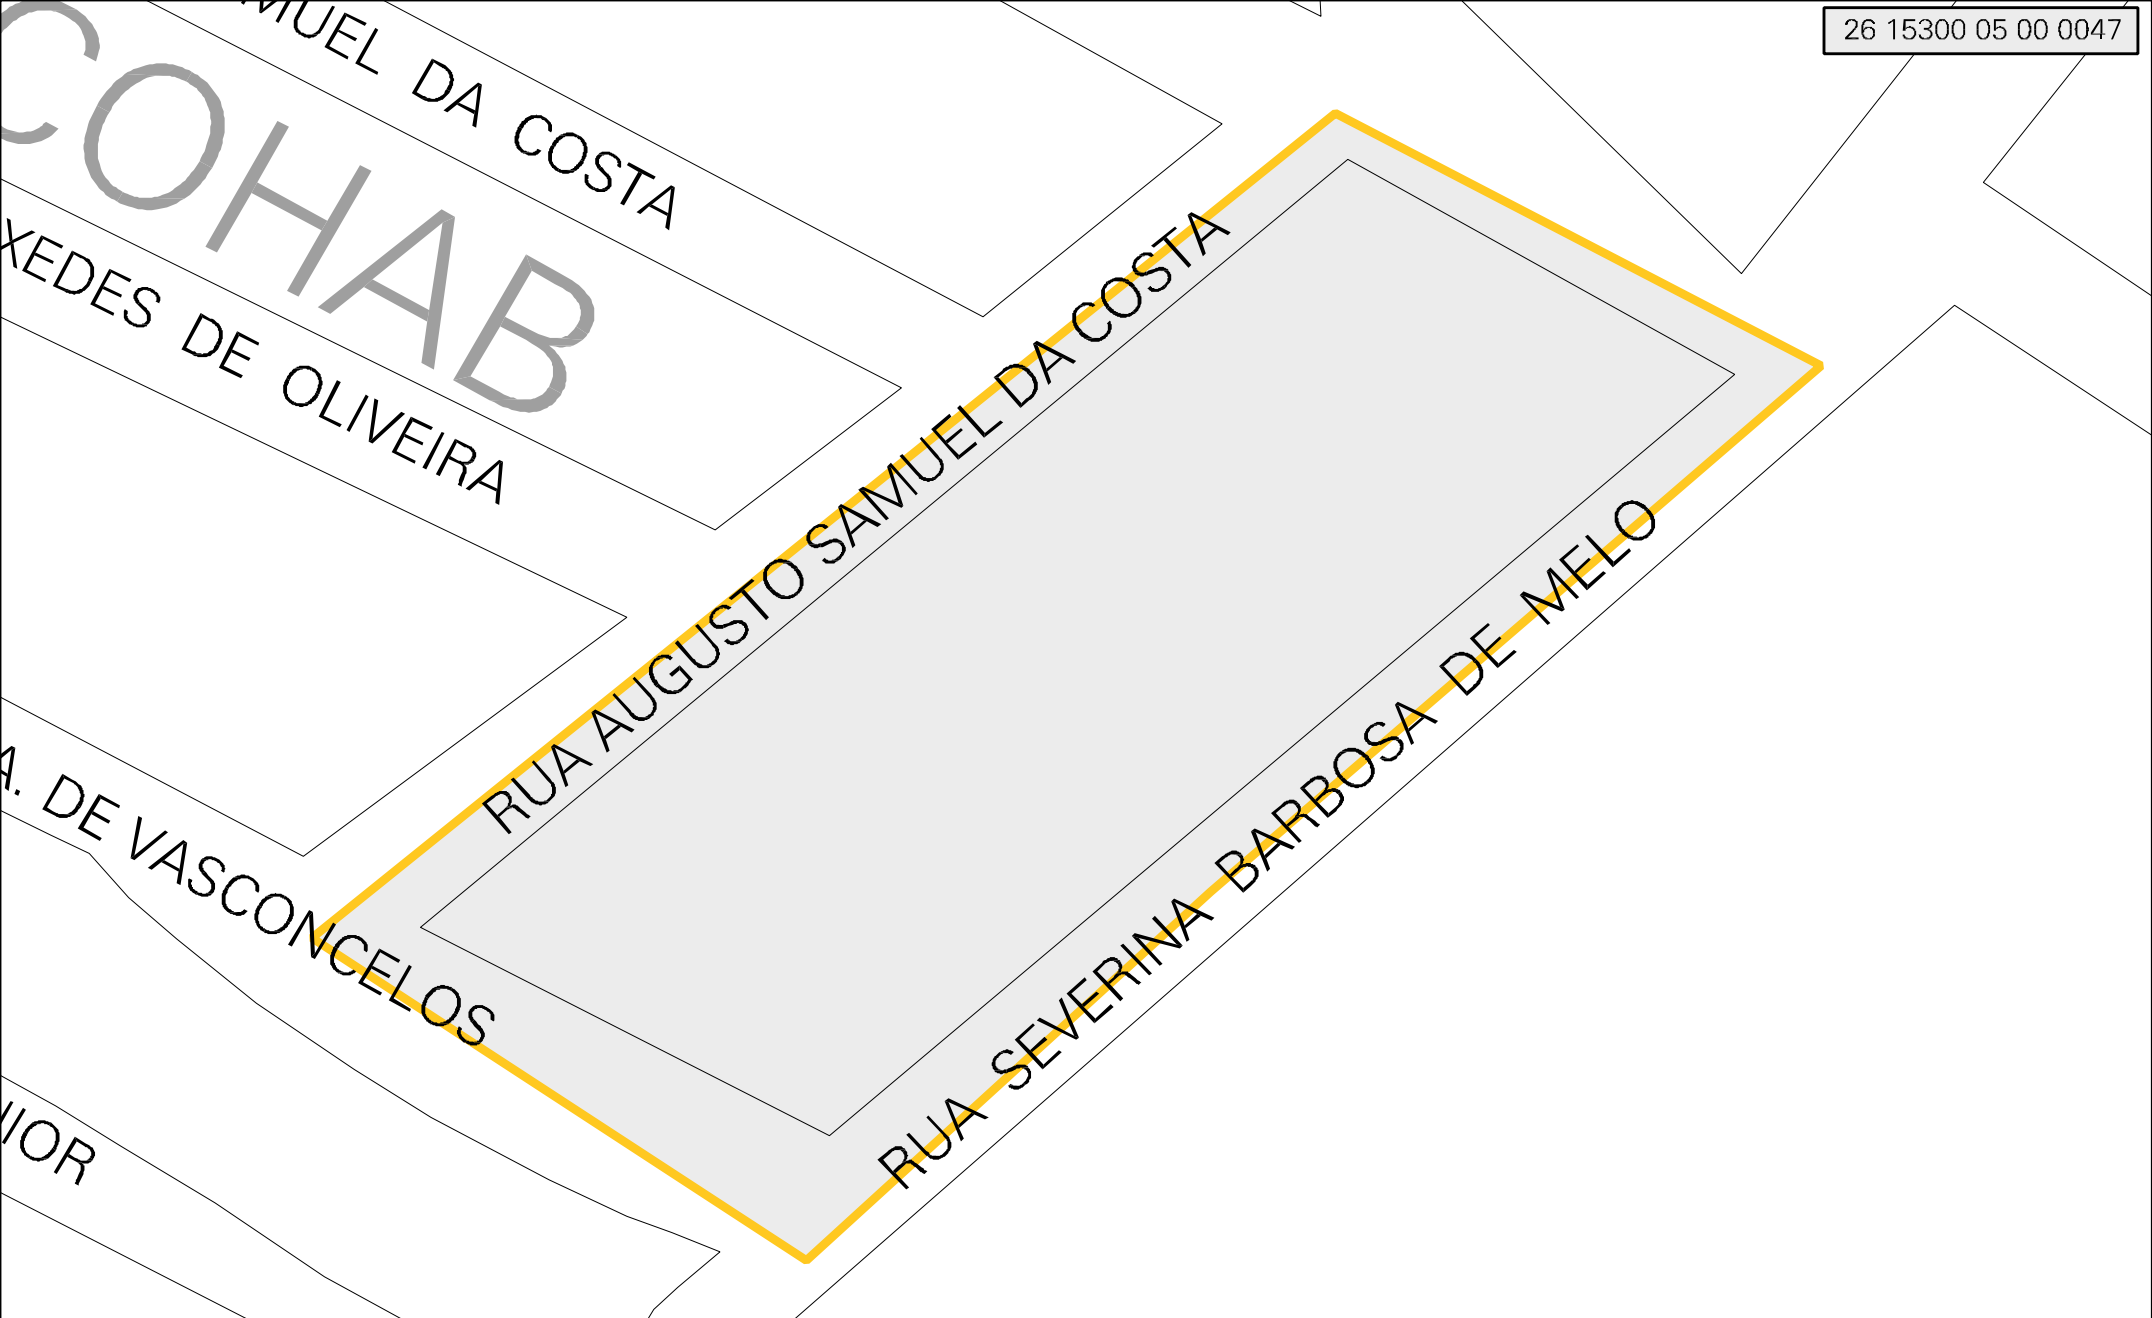 26 15300 05 00 0047
MUEL DA COSTA
COHAB
XEDES DE OLIVEIRA
RUA AUGUSTO SAMUEL DA COSTA
RUA SEVERINA BARBOSA DE MELO
A. DE VASCONCELOS
IOR